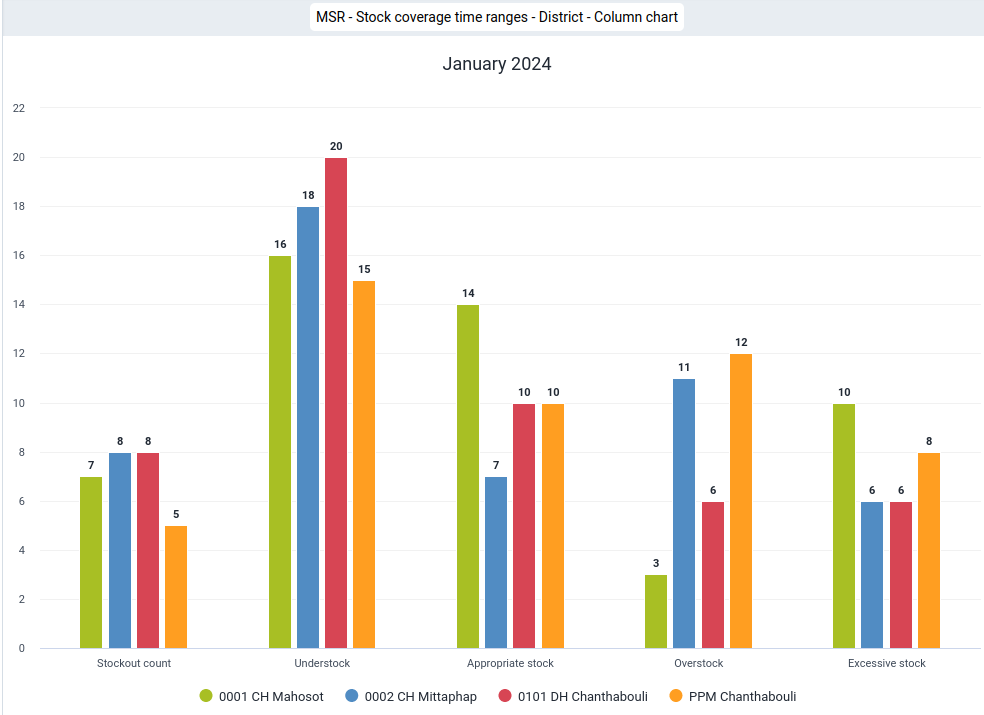 MSR - Stock coverage time ranges - District - Column chart
January 2024
22
20
18
16
14
12
10
8
6
4
2
0
7 8 8 5
16 18 20 15
14 7 10 10
3 11 6 12
10 6 6 8
Stockout count Understock Appropriate stock Overstock Excessive stock
0001 CH Mahosot 0002 CH Mittaphap 0101 DH Chanthabouli PPM Chanthabouli